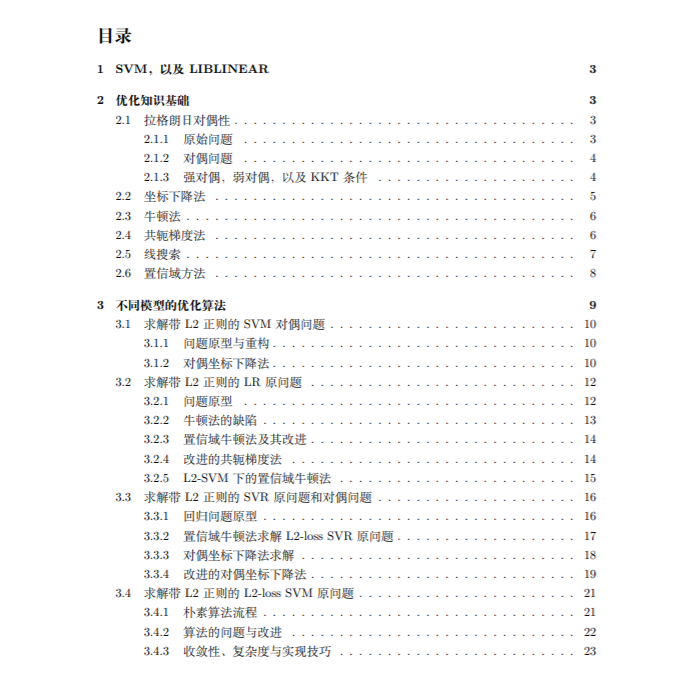 目录
1 SVM，以及 LIBLINEAR 3
2 优化知识基础 3
2.1 拉格朗日对偶性 . . . . . . . . . . . . . . . . . . . . . . . . . . . . . . . . . . . . 3
2.1.1 原始问题 . . . . . . . . . . . . . . . . . . . . . . . . . . . . . . . . . . . 3
2.1.2 对偶问题 . . . . . . . . . . . . . . . . . . . . . . . . . . . . . . . . . . . 4
2.1.3 强对偶，弱对偶，以及 KKT 条件 . . . . . . . . . . . . . . . . . . . . . 4
2.2 坐标下降法 . . . . . . . . . . . . . . . . . . . . . . . . . . . . . . . . . . . . . . 5
2.3 牛顿法 . . . . . . . . . . . . . . . . . . . . . . . . . . . . . . . . . . . . . . . . . 6
2.4 共轭梯度法 . . . . . . . . . . . . . . . . . . . . . . . . . . . . . . . . . . . . . . 6
2.5 线搜索 . . . . . . . . . . . . . . . . . . . . . . . . . . . . . . . . . . . . . . . . . 7
2.6 置信域方法 . . . . . . . . . . . . . . . . . . . . . . . . . . . . . . . . . . . . . . 8
3 不同模型的优化算法 9
3.1 求解带 L2 正则的 SVM 对偶问题 . . . . . . . . . . . . . . . . . . . . . . . . . . 10
3.1.1 问题原型与重构 . . . . . . . . . . . . . . . . . . . . . . . . . . . . . . . . 10
3.1.2 对偶坐标下降法 . . . . . . . . . . . . . . . . . . . . . . . . . . . . . . . . 10
3.2 求解带 L2 正则的 LR 原问题 . . . . . . . . . . . . . . . . . . . . . . . . . . . . 12
3.2.1 问题原型 . . . . . . . . . . . . . . . . . . . . . . . . . . . . . . . . . . . 12
3.2.2 牛顿法的缺陷 . . . . . . . . . . . . . . . . . . . . . . . . . . . . . . . . . 13
3.2.3 置信域牛顿法及其改进 . . . . . . . . . . . . . . . . . . . . . . . . . . . . 14
3.2.4 改进的共轭梯度法 . . . . . . . . . . . . . . . . . . . . . . . . . . . . . . 14
3.2.5 L2-SVM 下的置信域牛顿法 . . . . . . . . . . . . . . . . . . . . . . . . . 15
3.3 求解带 L2 正则的 SVR 原问题和对偶问题 . . . . . . . . . . . . . . . . . . . . . 16
3.3.1 回归问题原型 . . . . . . . . . . . . . . . . . . . . . . . . . . . . . . . . . 16
3.3.2 置信域牛顿法求解 L2-loss SVR 原问题 . . . . . . . . . . . . . . . . . . . 17
3.3.3 对偶坐标下降法求解 . . . . . . . . . . . . . . . . . . . . . . . . . . . . . 18
3.3.4 改进的对偶坐标下降法 . . . . . . . . . . . . . . . . . . . . . . . . . . . . 19
3.4 求解带 L2 正则的 L2-loss SVM 原问题 . . . . . . . . . . . . . . . . . . . . . . . 21
3.4.1 朴素算法流程 . . . . . . . . . . . . . . . . . . . . . . . . . . . . . . . . . 21
3.4.2 算法的问题与改进 . . . . . . . . . . . . . . . . . . . . . . . . . . . . . . 22
3.4.3 收敛性、复杂度与实现技巧 . . . . . . . . . . . . . . . . . . . . . . . . . 23